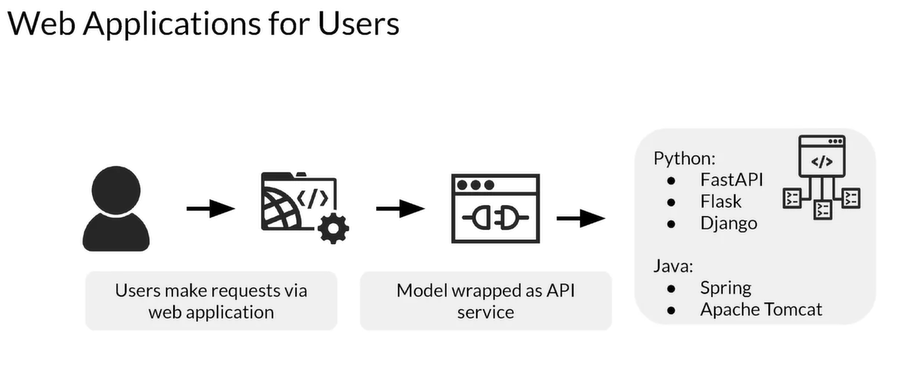 Web Applications for Users
Users make requests via
web application
Model wrapped as API
service
Python:
● FastAPI
● Flask
● Django
Java:
● Spring
● Apache Tomcat